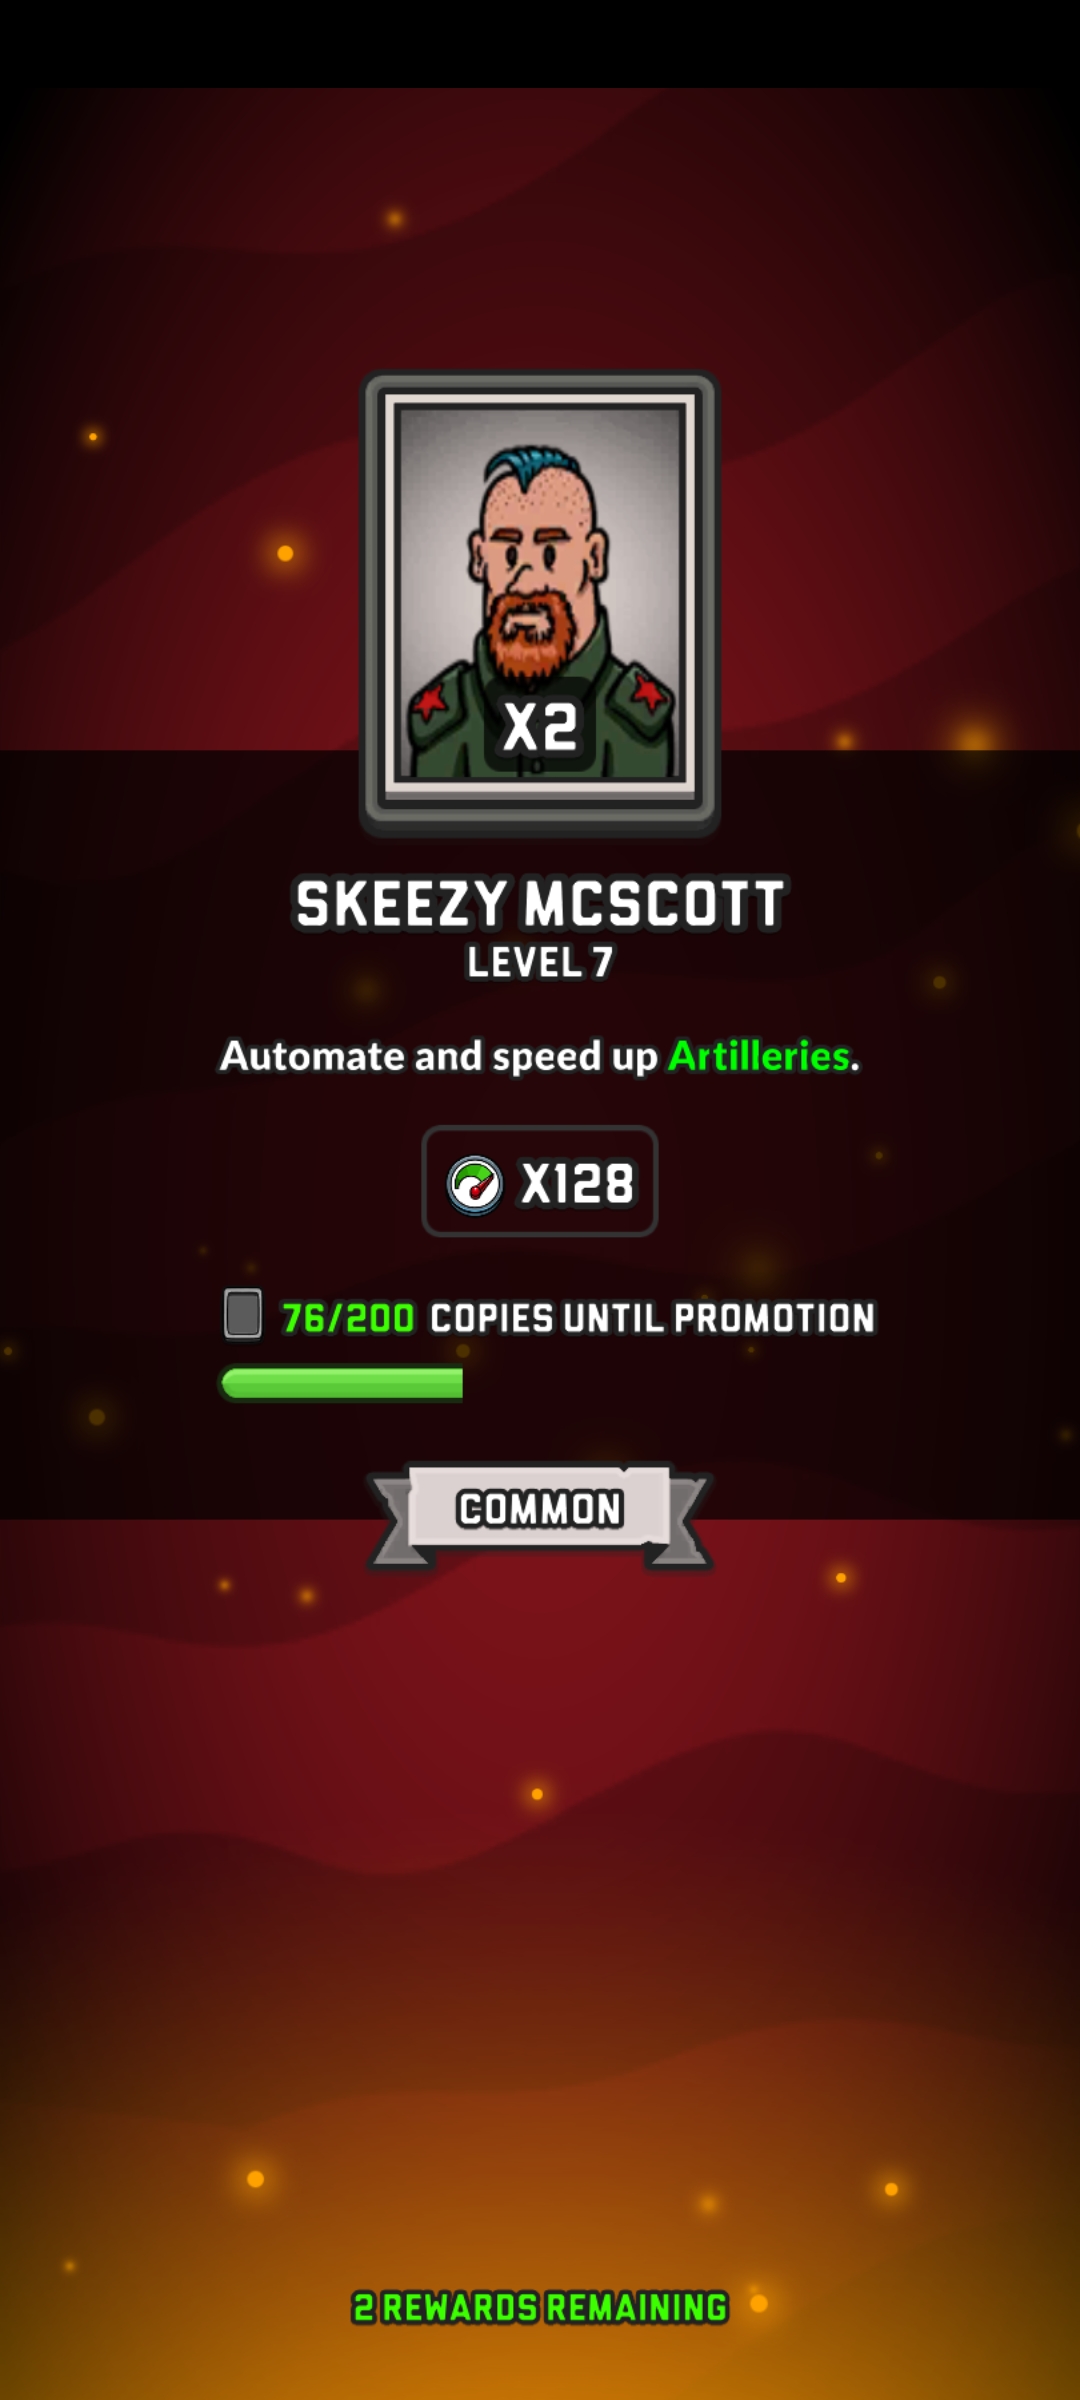 X2
SKEEZY MCSCOTT
LEVEL 7
Automate and speed up Artilleries.
X128
76/200 COPIES UNTIL PROMOTION
COMMON
2 REWARDS REMAINING